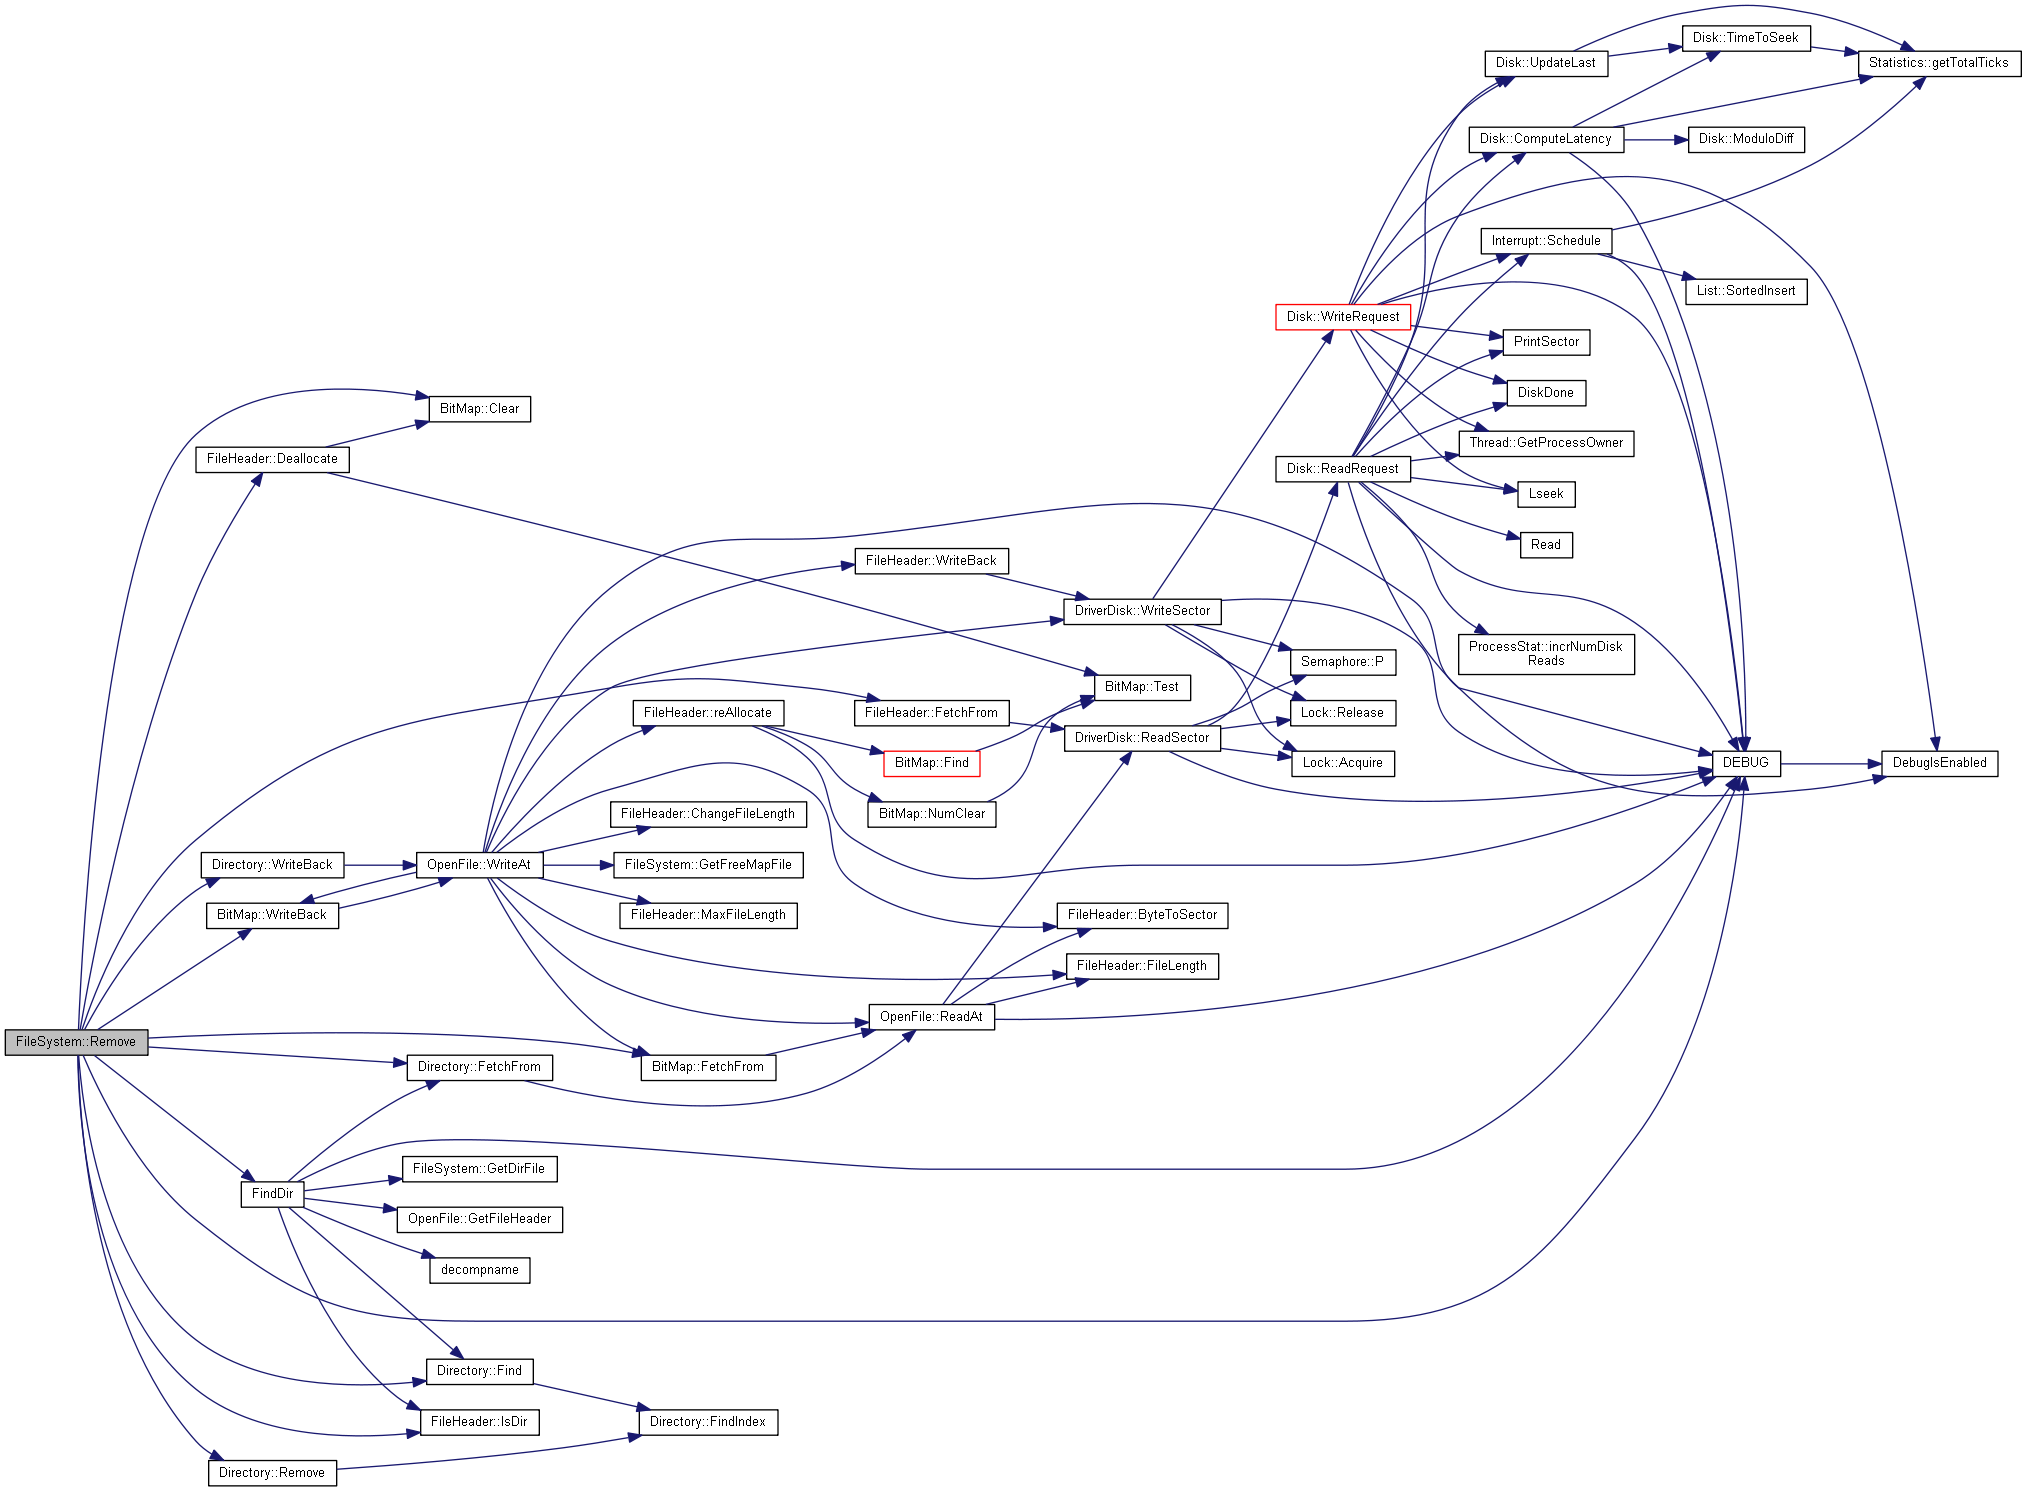 Disk::TimeToSeek
Disk::UpdateLast
Statistics::getTotalTicks
Disk::ComputeLatency
Disk::ModuloDiff
Interrupt::Schedule
List::SortedInsert
Disk::WriteRequest
PrintSector
DiskDone
BitMap::Clear
Thread::GetProcessOwner
FileHeader::Deallocate
Disk::ReadRequest
Lseek
Read
FileHeader::WriteBack
DriverDisk::WriteSector
ProcessStat::incrNumDisk
Reads
Semaphore::P
BitMap::Test
FileHeader::reAllocate
FileHeader::FetchFrom
Lock::Release
DriverDisk::ReadSector
BitMap::Find
Lock::Acquire
DEBUG
DebugIsEnabled
FileHeader::ChangeFileLength
BitMap::NumClear
Directory::WriteBack
OpenFile::WriteAt
FileSystem::GetFreeMapFile
BitMap::WriteBack
FileHeader::MaxFileLength
FileHeader::ByteToSector
FileHeader::FileLength
OpenFile::ReadAt
FileSystem::Remove
Directory::FetchFrom
BitMap::FetchFrom
FileSystem::GetDirFile
FindDir
OpenFile::GetFileHeader
decompname
Directory::Find
FileHeader::IsDir
Directory::FindIndex
Directory::Remove